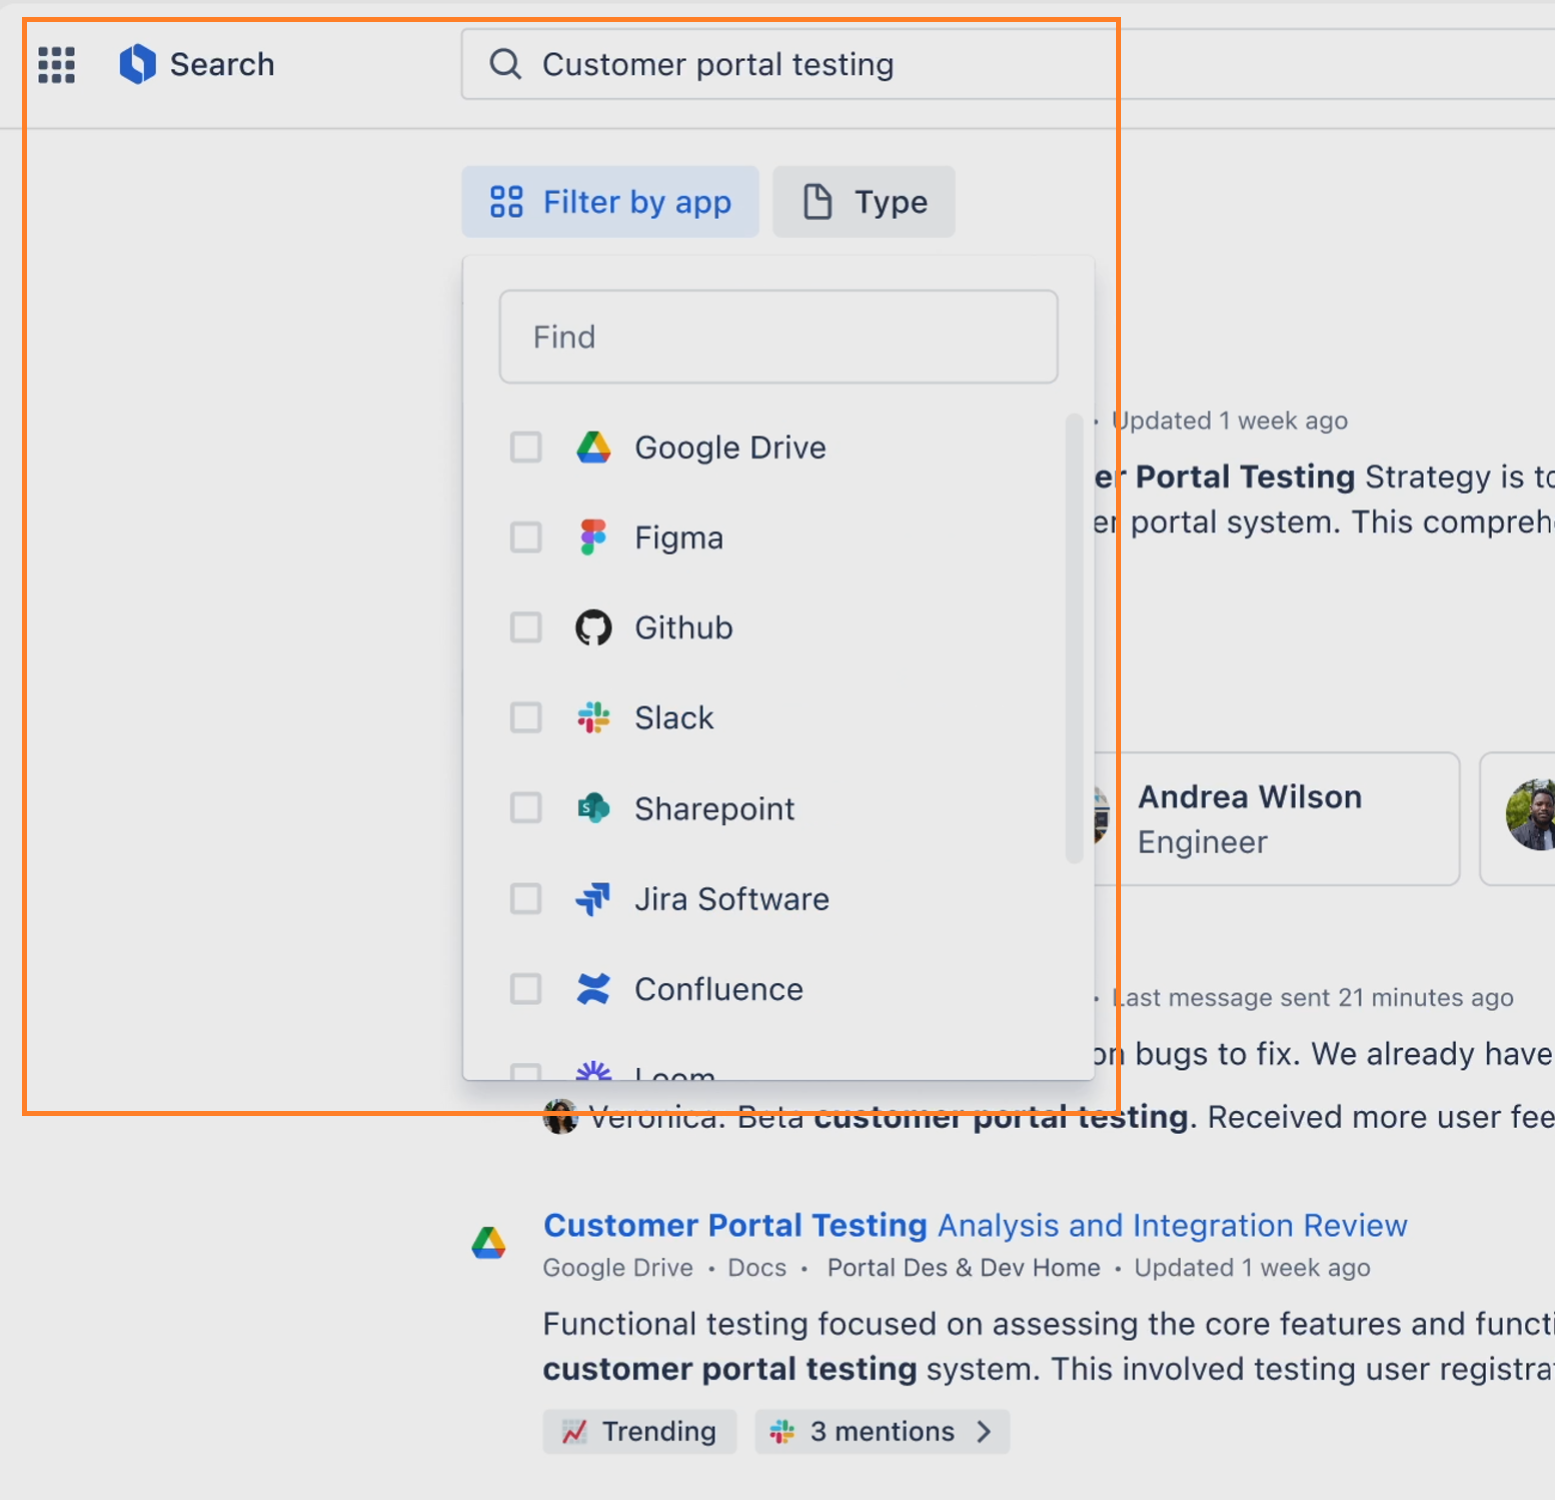 Search
Customer portal testing
Filter by app
Type
Find
Google Drive
Figma
Github
Slack
Sharepoint
Jira Software
Confluence
Loom
· Updated 1 week ago
er Portal Testing Strategy is to
er portal system. This compreh
Andrea Wilson
Engineer
· Last message sent 21 minutes ago
on bugs to fix. We already have
Veronica. Beta customer portal testing. Received more user fee
Customer Portal Testing Analysis and Integration Review
Google Drive • Docs • Portal Des & Dev Home • Updated 1 week ago
Functional testing focused on assessing the core features and functi
customer portal testing system. This involved testing user registra
Trending
3 mentions